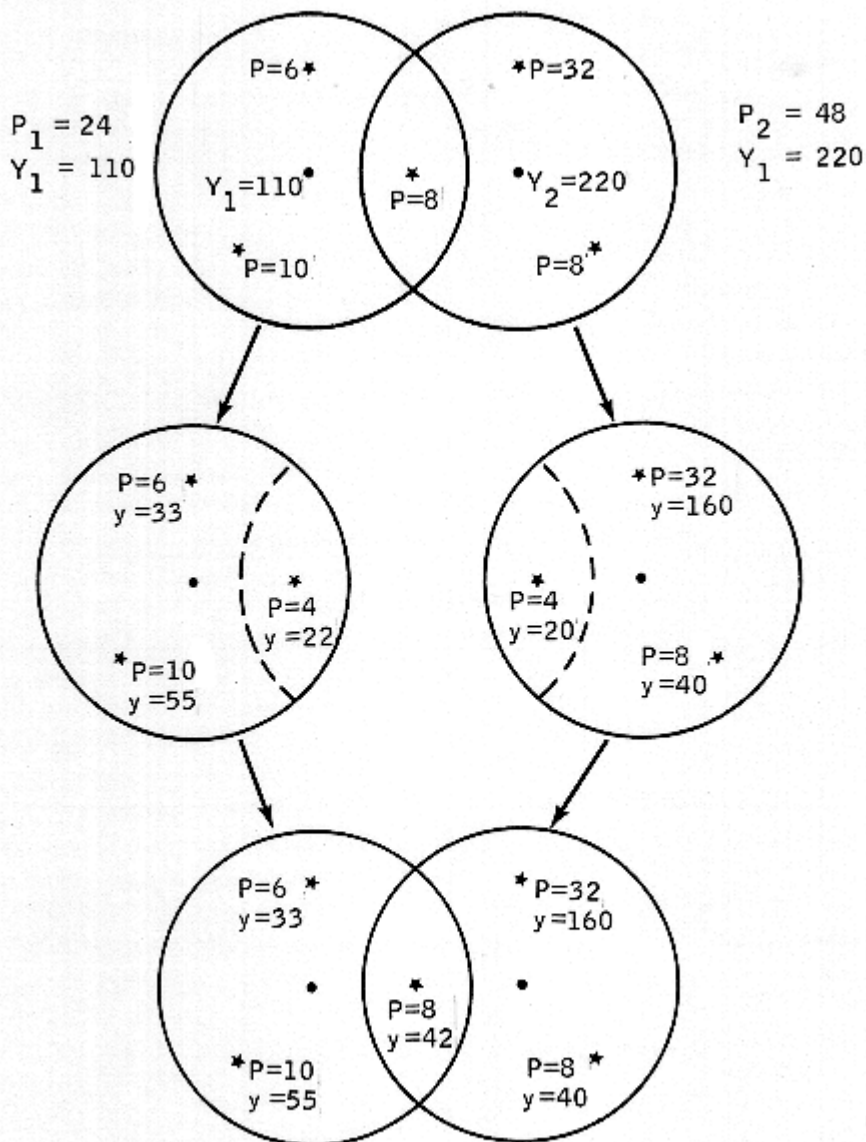 P=6
P=32
P₁ = 24
Y₁ = 110
P₂ = 48
Y₁ = 220
Y₁=110
P=8
Y₂=220
P=10
P=8
P=6
y=33
P=4
y=22
P=10
y=55
P=32
y=160
P=4
y=20
P=8
y=40
P=6
y=33
P=32
y=160
P=8
y=42
P=10
y=55
P=8
y=40